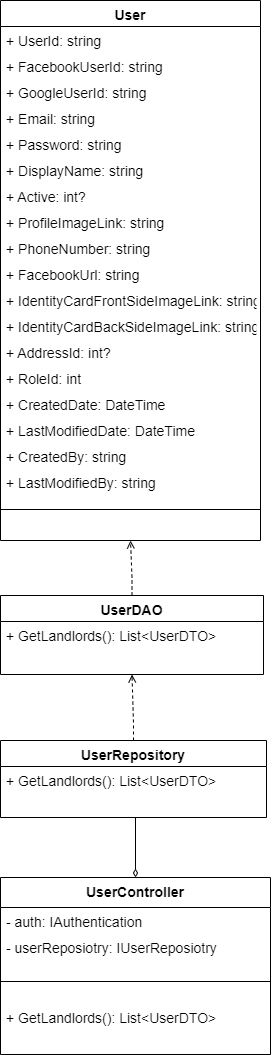 User
+ UserId: string
+ FacebookUserId: string
+ GoogleUserId: string
+ Email: string
+ Password: string
+ DisplayName: string
+ Active: int?
+ ProfileImageLink: string
+ PhoneNumber: string
+ FacebookUrl: string
+ IdentityCardFrontSideImageLink: string
+ IdentityCardBackSideImageLink: string
+ AddressId: int?
+ RoleId: int
+ CreatedDate: DateTime
+ LastModifiedDate: DateTime
+ CreatedBy: string
+ LastModifiedBy: string
UserDAO
+ GetLandlords(): List<UserDTO>
UserRepository
+ GetLandlords(): List<UserDTO>
UserController
- auth: IAuthentication
- userReposiotry: IUserReposiotry
+ GetLandlords(): List<UserDTO>